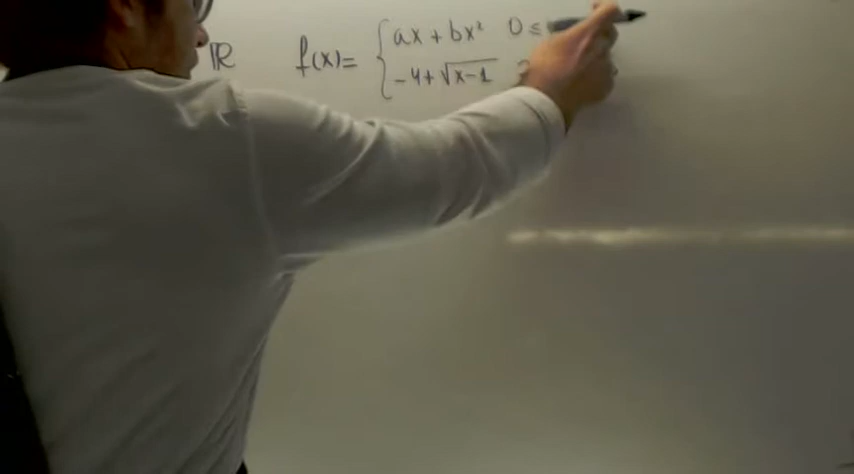 ℝ f(x)= { ax + bx² 0 ≤
-4+√x-1